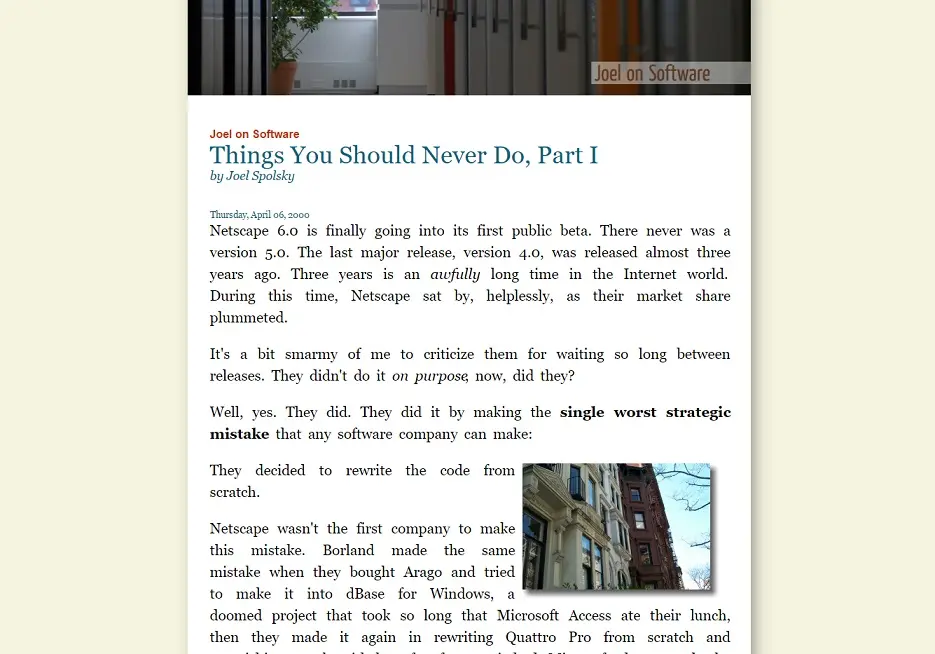 Joel on Software
Joel on Software
Things You Should Never Do, Part I
by Joel Spolsky
Thursday, April 06, 2000
Netscape 6.0 is finally going into its first public beta. There never was a
version 5.0. The last major release, version 4.0, was released almost three
years ago. Three years is an awfully long time in the Internet world.
During this time, Netscape sat by, helplessly, as their market share
plummeted.
It's a bit smarmy of me to criticize them for waiting so long between
releases. They didn't do it on purpose, now, did they?
Well, yes. They did. They did it by making the single worst strategic
mistake that any software company can make:
They decided to rewrite the code from
scratch.
Netscape wasn't the first company to make
this mistake. Borland made the same
mistake when they bought Arago and tried
to make it into dBase for Windows, a
doomed project that took so long that Microsoft Access ate their lunch,
then they made it again in rewriting Quattro Pro from scratch and